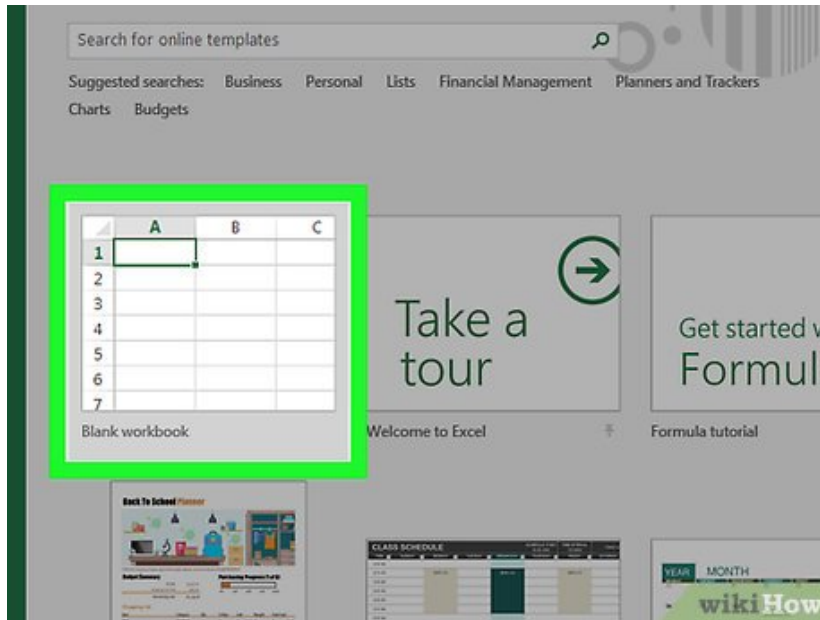 Search for online templates
Suggested searches: Business Personal Lists Financial Management Planners and Trackers
Charts Budgets
A B C
1
2
3
4
5
6
7
Blank workbook
Take a
tour
Welcome to Excel
Get started
Formul
Formula tutorial
Back To School Planner
Budget Summary
CLASS SCHEDULE
YEAR MONTH
wikiHow